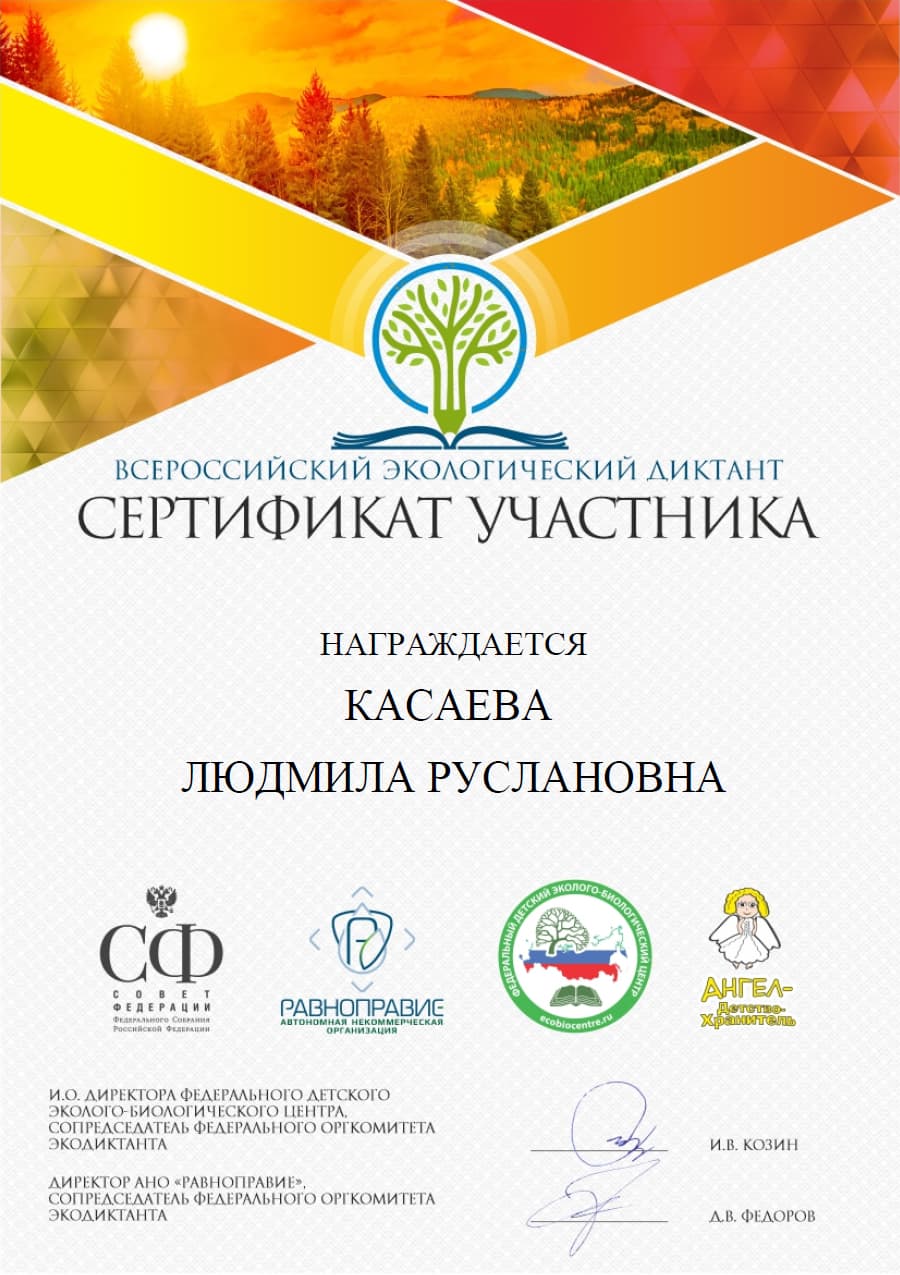 ВСЕРОССИЙСКИЙ ЭКОЛОГИЧЕСКИЙ ДИКТАНТ
СЕРТИФИКАТ УЧАСТНИКА
НАГРАЖДАЕТСЯ
КАСАЕВА
ЛЮДМИЛА РУСЛАНОВНА
СФ
СОВЕТ
ФЕДЕРАЦИИ
ФЕДЕРАЛЬНОГО СОБРАНИЯ
РОССИЙСКОЙ ФЕДЕРАЦИИ
РАВНОПРАВИЕ
АВТОНОМНАЯ НЕКОММЕРЧЕСКАЯ
ОРГАНИЗАЦИЯ
ФЕДЕРАЛЬНЫЙ ДЕТСКИЙ ЭКОЛОГО-БИОЛОГИЧЕСКИЙ ЦЕНТР
ecobiocentre.ru
АНГЕЛ-
Детство-
Хранитель
И.О. ДИРЕКТОРА ФЕДЕРАЛЬНОГО ДЕТСКОГО
ЭКОЛОГО-БИОЛОГИЧЕСКОГО ЦЕНТРА,
СОПРЕДСЕДАТЕЛЬ ФЕДЕРАЛЬНОГО ОРГКОМИТЕТА
ЭКОДИКТАНТА
И.В. КОЗИН
ДИРЕКТОР АНО «РАВНОПРАВИЕ»,
СОПРЕДСЕДАТЕЛЬ ФЕДЕРАЛЬНОГО ОРГКОМИТЕТА
ЭКОДИКТАНТА
Д.В. ФЕДОРОВ